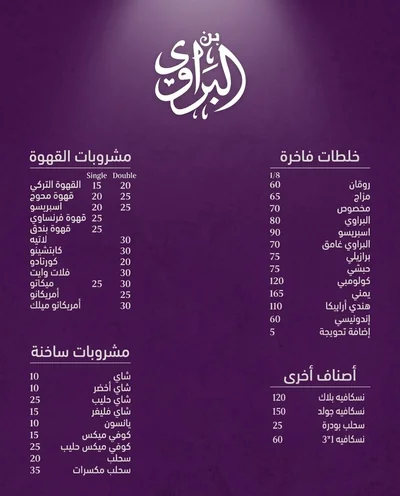 بن البراوي
خلطات فاخرة
1/8
روقان 60
مزاج 65
مخصوص 70
البراوي 80
اسبريسو 90
البراوي غامق 70
برازيلي 75
حبشي 75
كولومبي 120
يمني 165
هندي أرابيكا 110
إندونيسي 60
إضافة تحويجة 5
أصناف أخرى
نسكافيه بلاك 120
نسكافيه جولد 150
سحلب بودرة 25
نسكافيه 1*3 60
مشروبات القهوة
Single Double
القهوة التركي 15 20
قهوة محوج 20 25
اسبريسو 20 25
قهوة فرنساوي 25
قهوة بندق 25
لاتيه 30
كابتشينو 30
كورتادو 20
فلات وايت 30
ميكاتو 25 30
أمريكانو 25
أمريكانو ميلك 30
مشروبات ساخنة
شاي 10
شاي أخضر 10
شاي حليب 25
شاي فليفر 15
يانسون 10
كوفي ميكس 15
كوفي ميكس حليب 25
سحلب 20
سحلب مكسرات 35